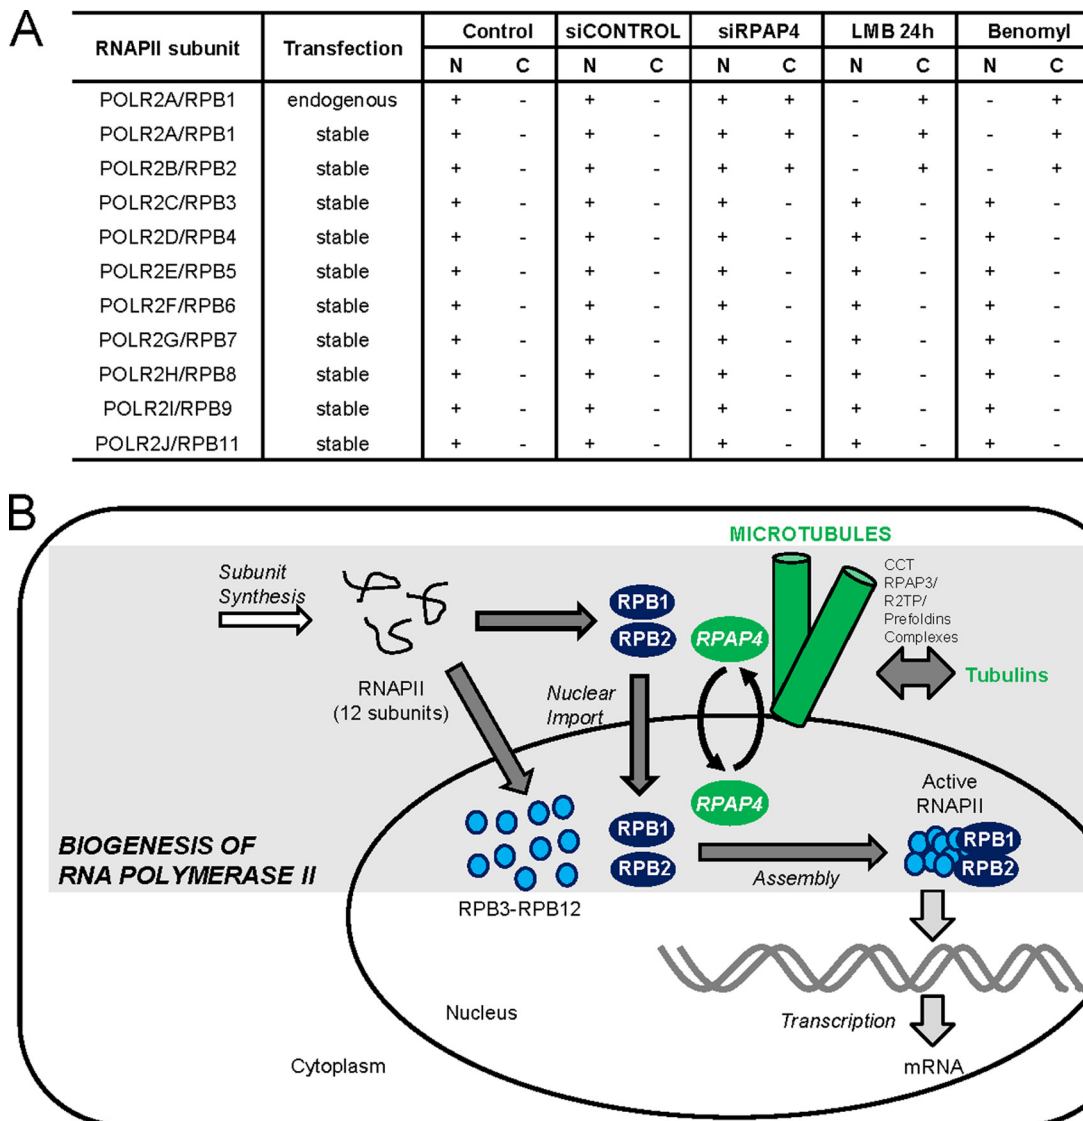 A
RNAPII subunit Transfection Control siCONTROL siRPAP4 LMB 24h Benomyl
N C N C N C N C N C
POLR2A/RPB1 endogenous + - + - + + - + - +
POLR2A/RPB1 stable + - + - + + - + - +
POLR2B/RPB2 stable + - + - + + - + - +
POLR2C/RPB3 stable + - + - + - + - + -
POLR2D/RPB4 stable + - + - + - + - + -
POLR2E/RPB5 stable + - + - + - + - + -
POLR2F/RPB6 stable + - + - + - + - + -
POLR2G/RPB7 stable + - + - + - + - + -
POLR2H/RPB8 stable + - + - + - + - + -
POLR2I/RPB9 stable + - + - + - + - + -
POLR2J/RPB11 stable + - + - + - + - + -
B
MICROTUBULES
Subunit
Synthesis
CCT
RPAP3/
R2TP/
Prefoldins
Complexes
RPB1
RPB2
RPAP4
Tubulins
RNAPII
(12 subunits)
Nuclear
Import
RPAP4
Active
RNAPII
RPB1
RPB2
RPB1
RPB2
BIOGENESIS OF
RNA POLYMERASE II
Assembly
RPB3-RPB12
Nucleus
Transcription
Cytoplasm
mRNA